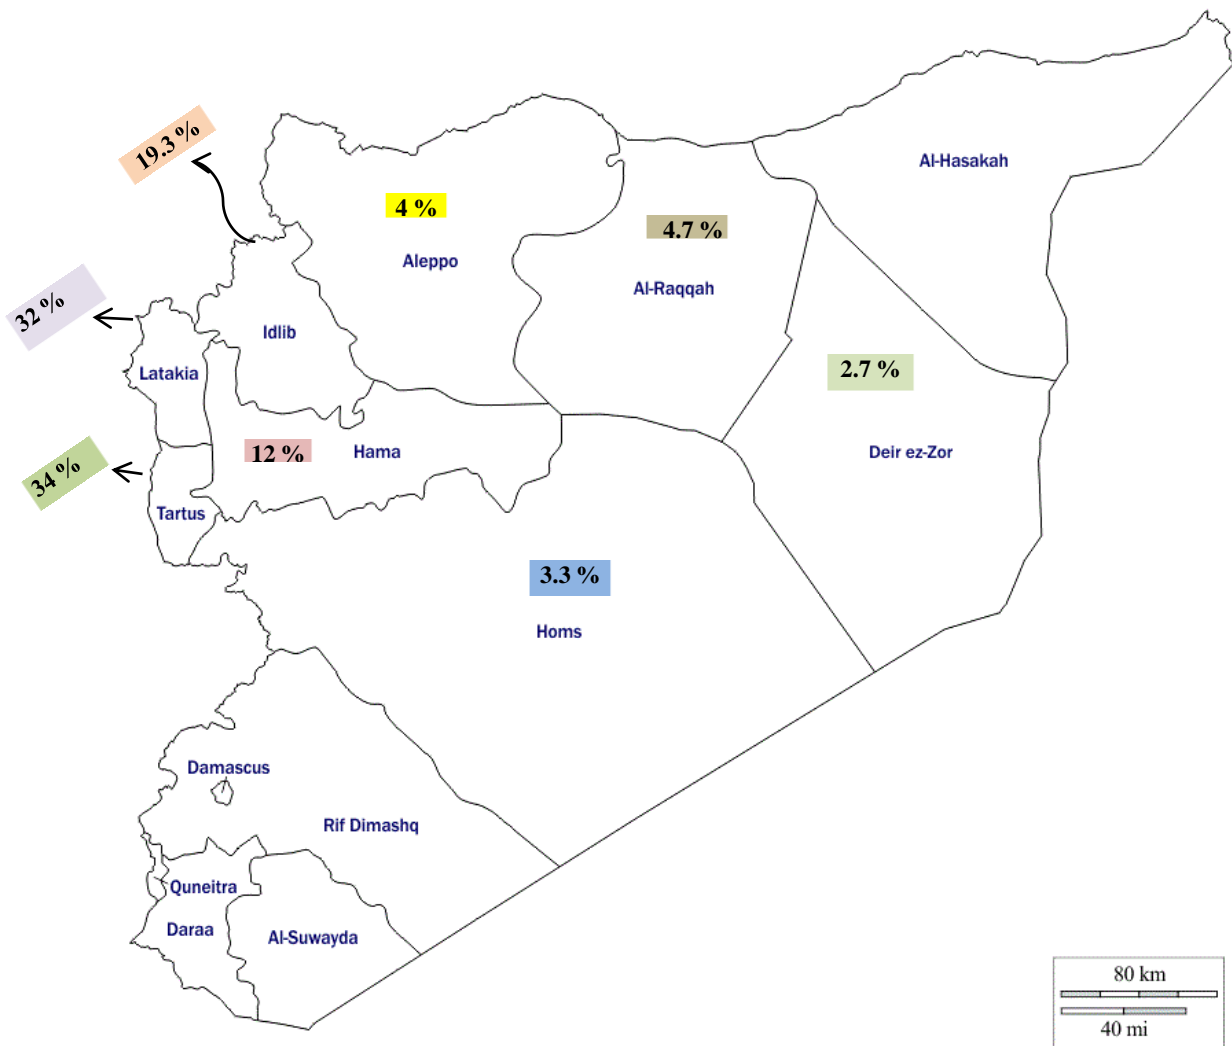 19.3 %
Al-Hasakah
4 %
4.7 %
Aleppo
Al-Raqqah
32 %
Idlib
Latakia
2.7 %
12 %
Hama
Deir ez-Zor
34 %
Tartus
3.3 %
Homs
Damascus
Rif Dimashq
Quneitra
Daraa
Al-Suwayda
80 km
40 mi